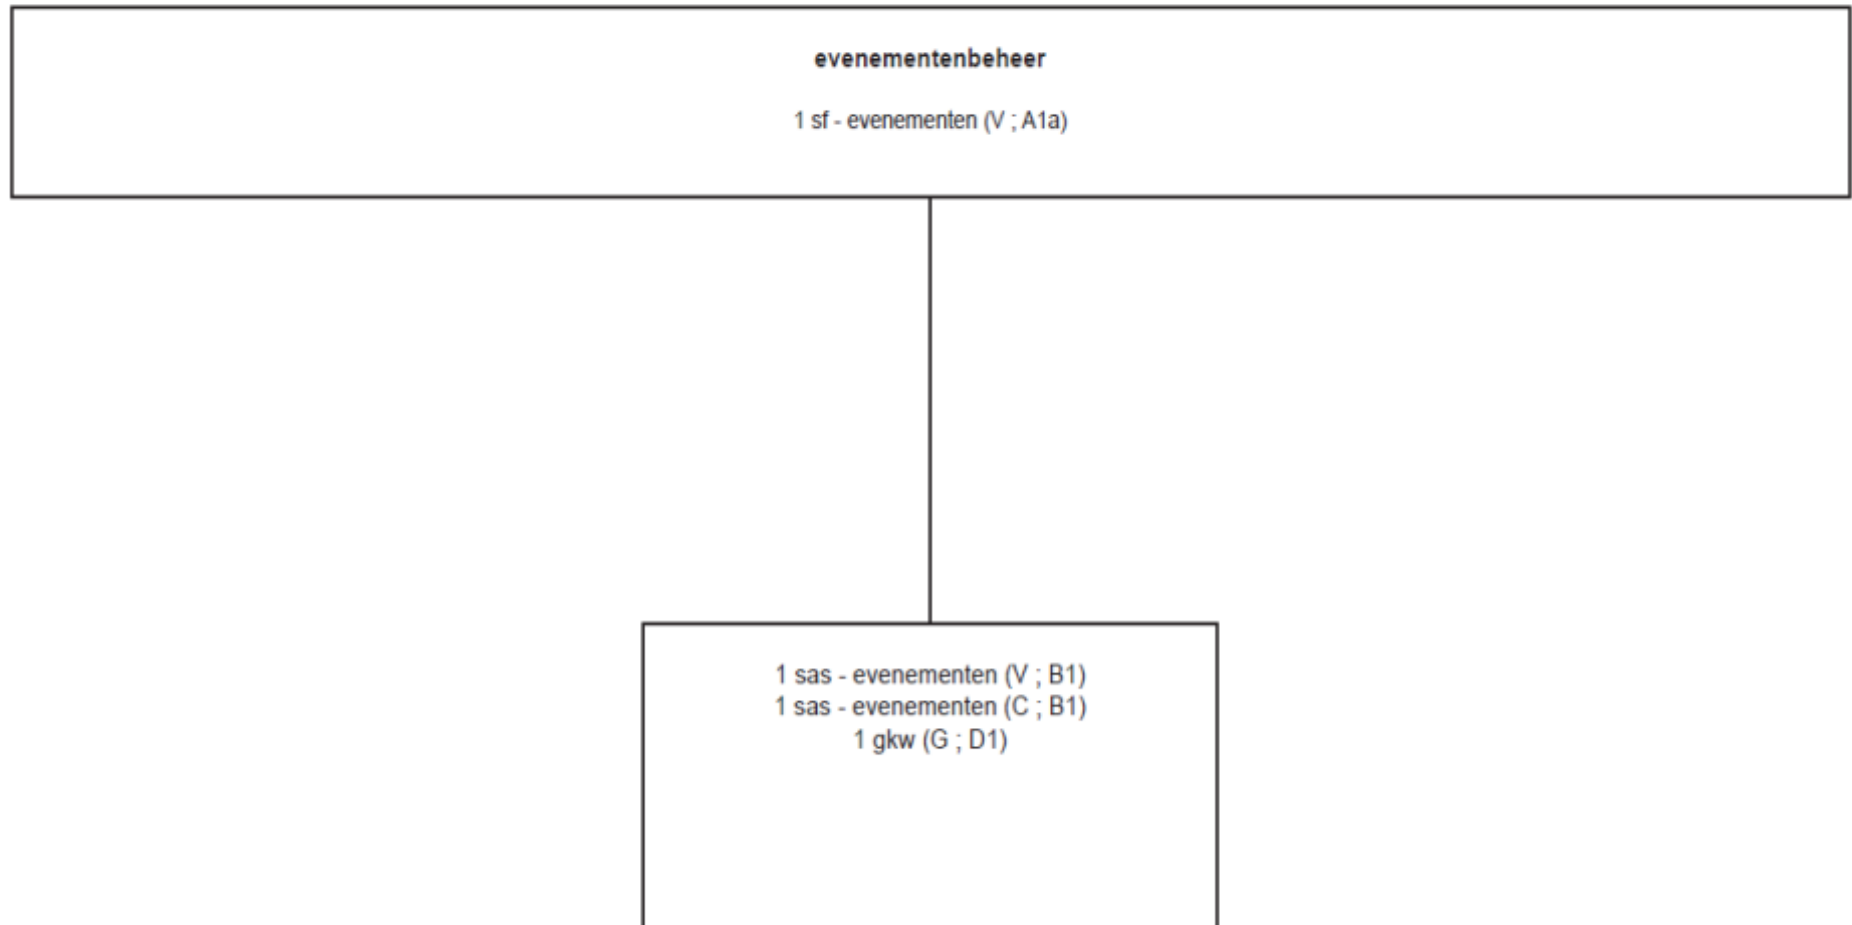 evenementenbeheer
1 sf - evenementen (V ; A1a)
1 sas - evenementen (V ; B1)
1 sas - evenementen (C ; B1)
1 gkw (G ; D1)